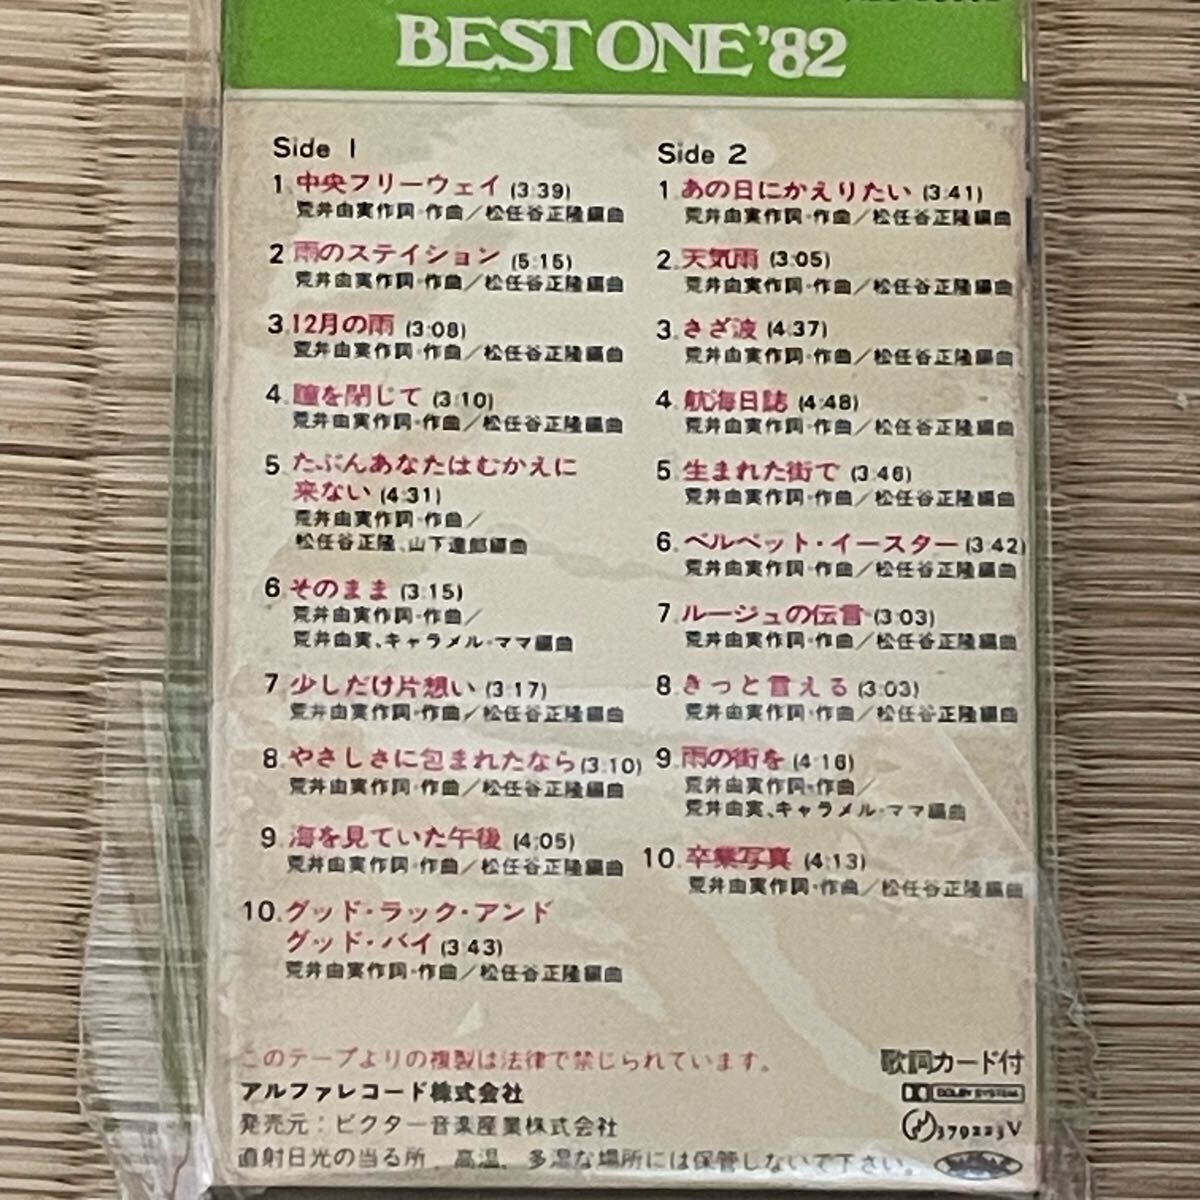 BEST ONE '82
Side 1
1. 中央フリーウェイ (3:39)
荒井由実作詞・作曲／松任谷正隆編曲
2. 雨のステイション (5:15)
荒井由実作詞・作曲／松任谷正隆編曲
3. 12月の雨 (3:08)
荒井由実作詞・作曲／松任谷正隆編曲
4. 瞳を閉じて (3:10)
荒井由実作詞・作曲／松任谷正隆編曲
5. たぶんあなたはむかえに
来ない (4:31)
荒井由実作詞・作曲／
松任谷正隆、山下達郎編曲
6. そのまま (3:15)
荒井由実作詞・作曲／
荒井由実、キャラメル・ママ編曲
7. 少しだけ片想い (3:17)
荒井由実作詞・作曲／松任谷正隆編曲
8. やさしさに包まれたなら (3:10)
荒井由実作詞・作曲／松任谷正隆編曲
9. 海を見ていた午後 (4:05)
荒井由実作詞・作曲／松任谷正隆編曲
10. グッド・ラック・アンド
グッド・バイ (3:43)
荒井由実作詞・作曲／松任谷正隆編曲
Side 2
1. あの日にかえりたい (3:41)
荒井由実作詞・作曲／松任谷正隆編曲
2. 天気雨 (3:05)
荒井由実作詞・作曲／松任谷正隆編曲
3. さざ波 (4:37)
荒井由実作詞・作曲／松任谷正隆編曲
4. 航海日誌 (4:48)
荒井由実作詞・作曲／松任谷正隆編曲
5. 生まれた街で (3:46)
荒井由実作詞・作曲／松任谷正隆編曲
6. ベルベット・イースター (3:42)
荒井由実作詞・作曲／松任谷正隆編曲
7. ルージュの伝言 (3:03)
荒井由実作詞・作曲／松任谷正隆編曲
8. きっと言える (3:03)
荒井由実作詞・作曲／松任谷正隆編曲
9. 雨の街を (4:16)
荒井由実作詞・作曲／
荒井由実、キャラメル・ママ編曲
10. 卒業写真 (4:13)
荒井由実作詞・作曲／松任谷正隆編曲
このテープよりの複製は法律で禁じられています。
歌詞カード付
アルファレコード株式会社
DOLBY SYSTEM
発売元：ビクター音楽産業株式会社
379223V
直射日光の当る所、高温、多湿な場所には保管しないで下さい。